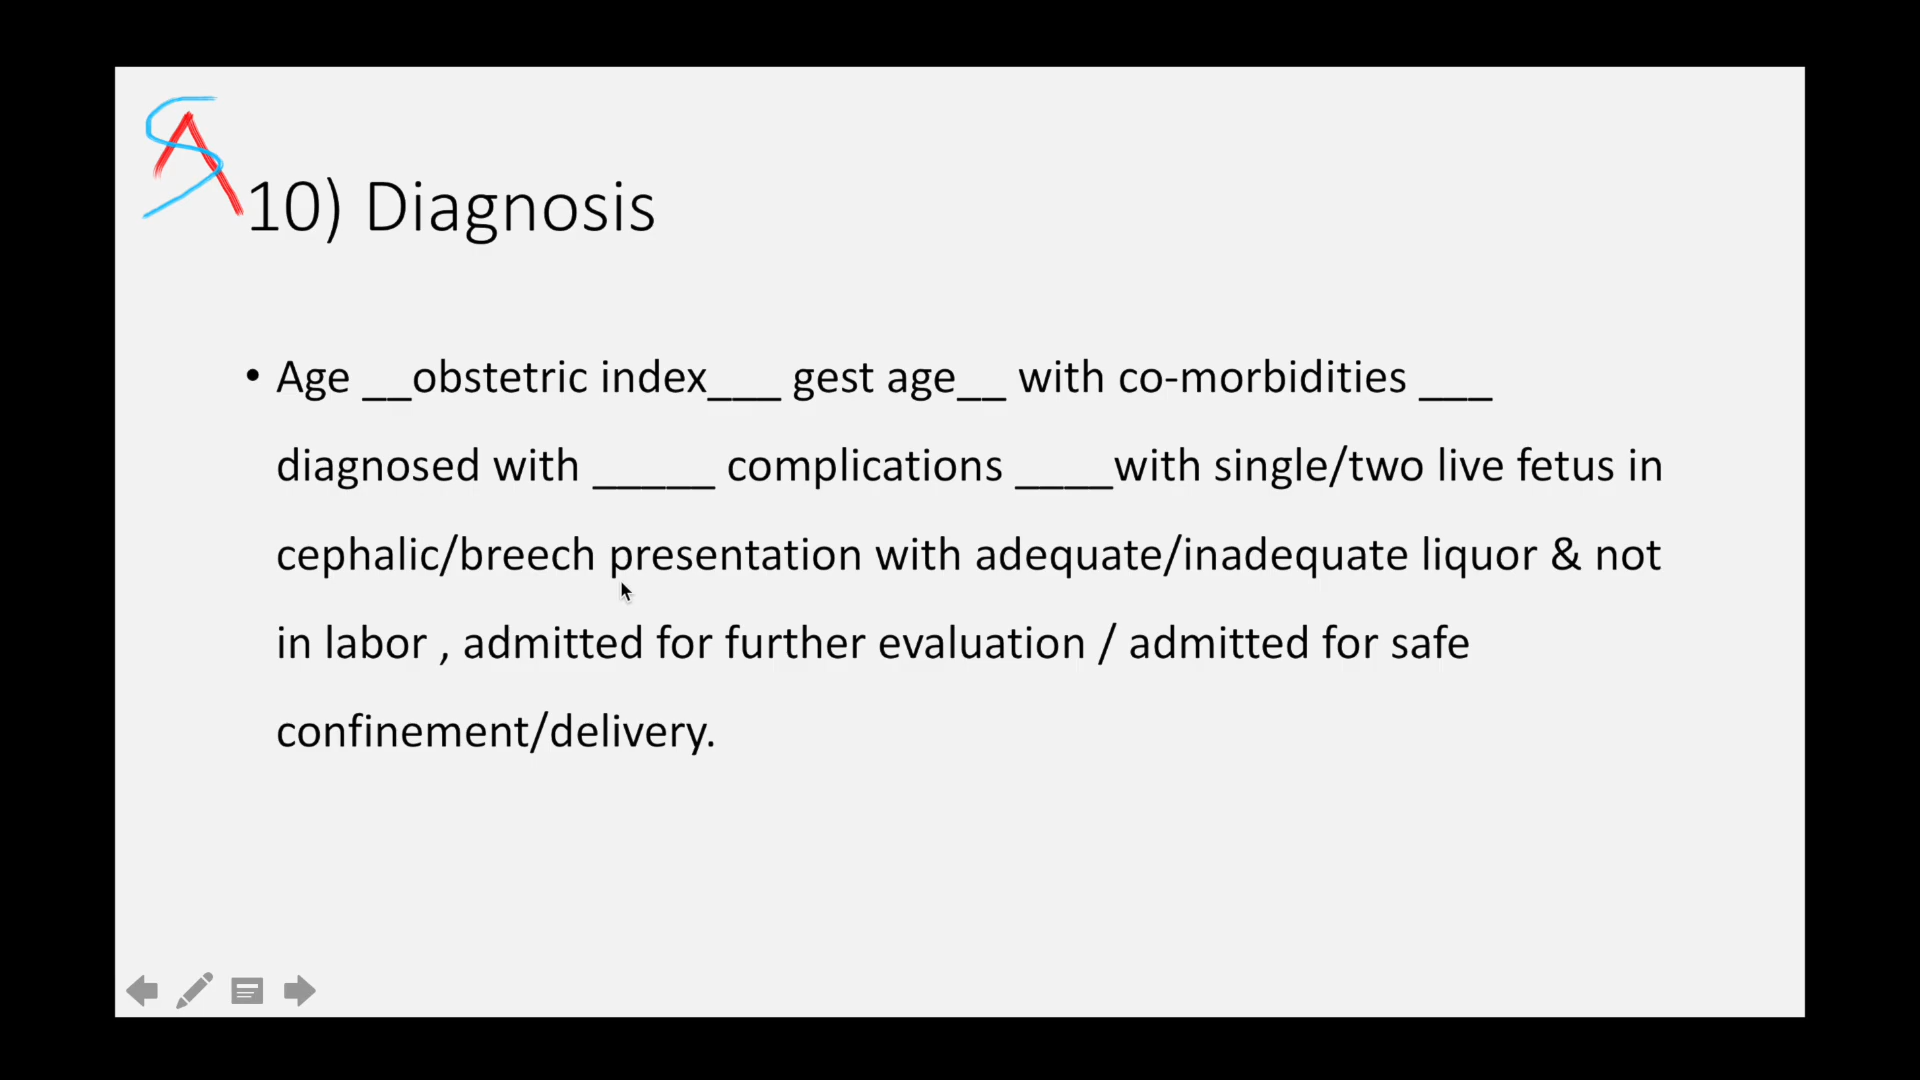 SA
10) Diagnosis
• Age __obstetric index___ gest age__ with co-morbidities ___
diagnosed with _____ complications ____with single/two live fetus in
cephalic/breech presentation with adequate/inadequate liquor & not
in labor , admitted for further evaluation / admitted for safe
confinement/delivery.